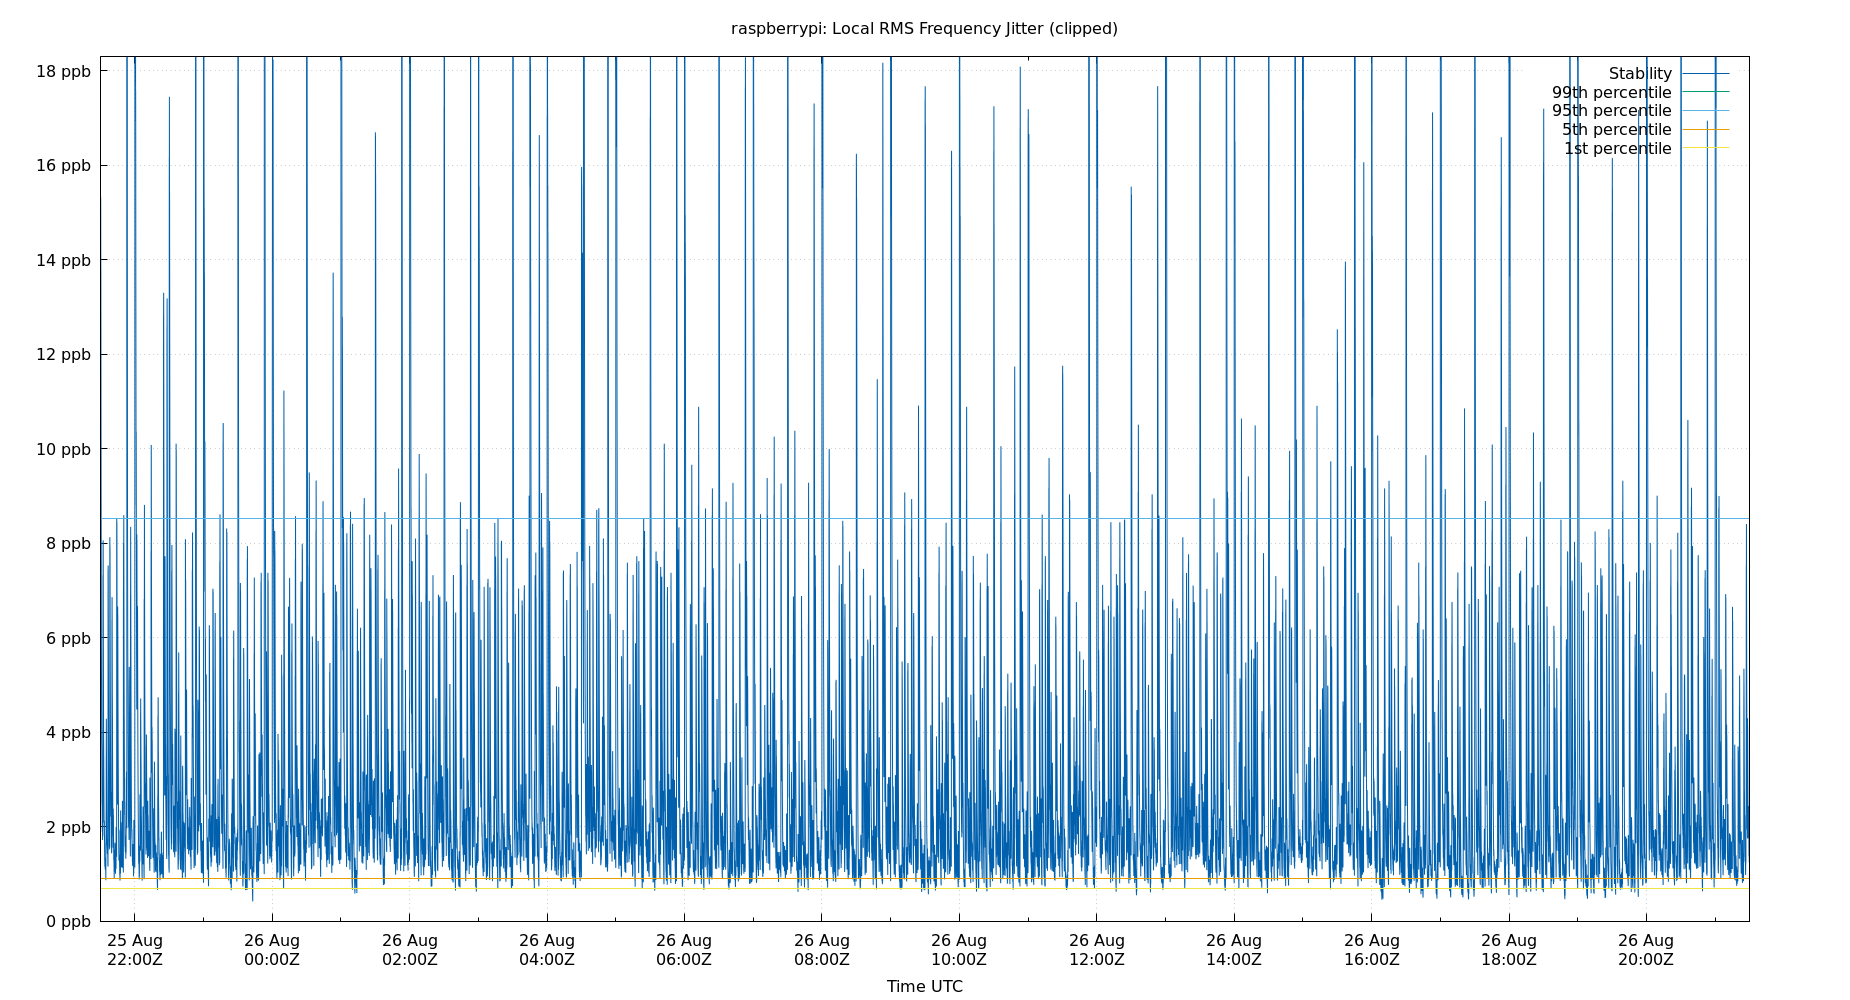 raspberrypi: Local RMS Frequency Jitter (clipped)
18 ppb
16 ppb
14 ppb
12 ppb
10 ppb
8 ppb
6 ppb
4 ppb
2 ppb
0 ppb
Stability
99th percentile
95th percentile
5th percentile
1st percentile
25 Aug 26 Aug 26 Aug 26 Aug 26 Aug 26 Aug 26 Aug 26 Aug 26 Aug 26 Aug 26 Aug 26 Aug
22:00Z 00:00Z 02:00Z 04:00Z 06:00Z 08:00Z 10:00Z 12:00Z 14:00Z 16:00Z 18:00Z 20:00Z
Time UTC